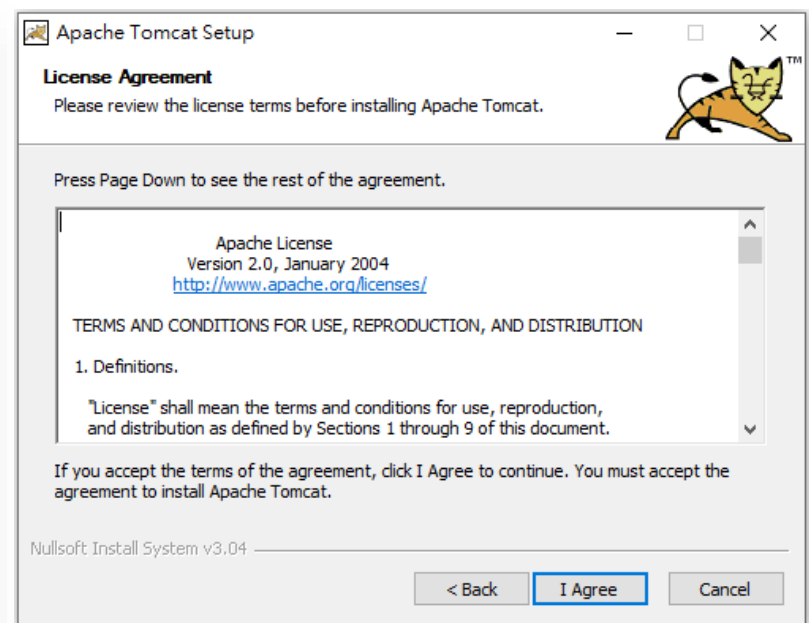 Apache Tomcat Setup
License Agreement
Please review the license terms before installing Apache Tomcat.
TM
Press Page Down to see the rest of the agreement.
Apache License
Version 2.0, January 2004
http://www.apache.org/licenses/
TERMS AND CONDITIONS FOR USE, REPRODUCTION, AND DISTRIBUTION
1. Definitions.
"License" shall mean the terms and conditions for use, reproduction,
and distribution as defined by Sections 1 through 9 of this document.
If you accept the terms of the agreement, click I Agree to continue. You must accept the
agreement to install Apache Tomcat.
Nullsoft Install System v3.04
< Back
I Agree
Cancel